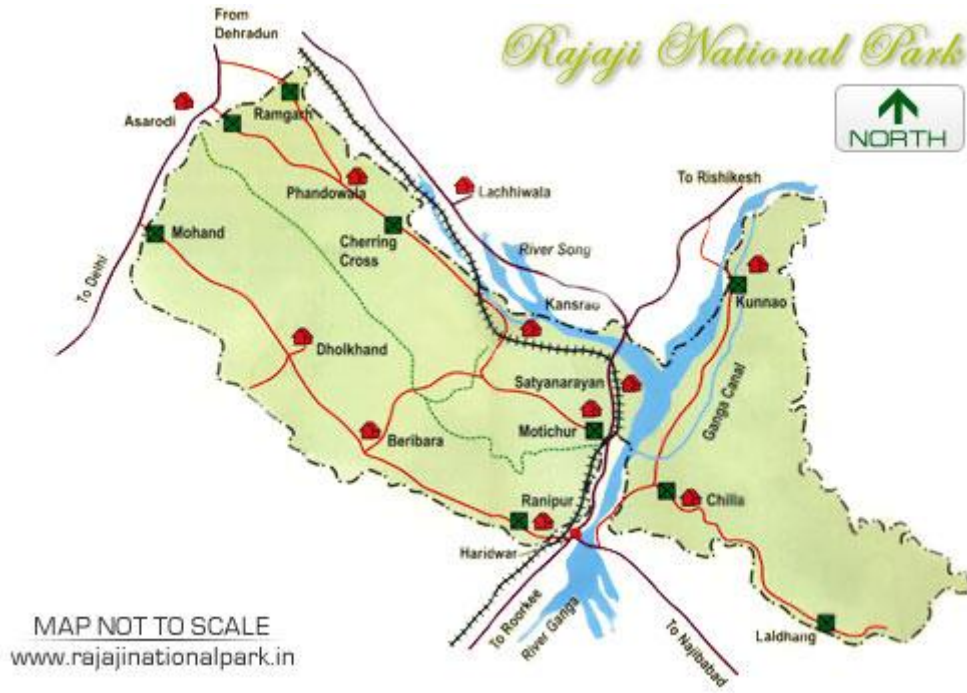 From
Dehradun
Rajaji National Park
NORTH
Asarodi
Ramgarh
To Rishikesh
Phandowala
Lachhiwala
Mohand
Cherring
Cross
River Song
To Delhi
Kansrao
Kunnao
Dholkhand
Satyanarayan
Ganga Canal
Motichur
Beribara
Ranipur
Chilla
Haridwar
To Roorkee
River Ganga
To Najibabad
Laldhang
MAP NOT TO SCALE
www.rajajinationalpark.in